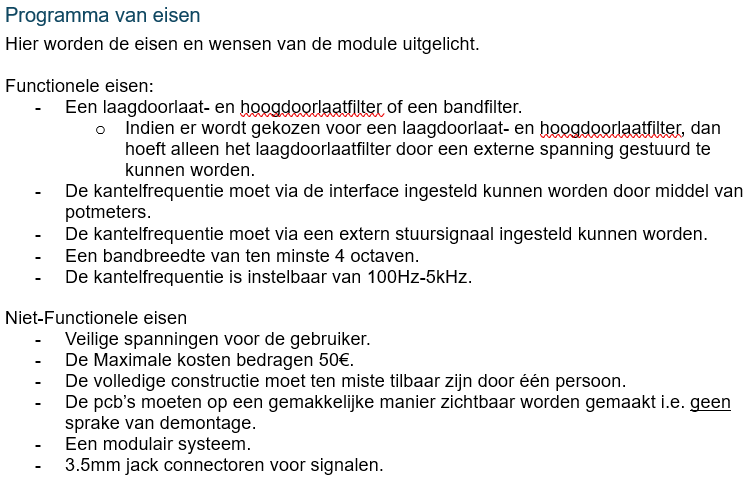 Programma van eisen
Hier worden de eisen en wensen van de module uitgelicht.
Functionele eisen:
- Een laagdoorlaat- en hoogdoorlaatfilter of een bandfilter.
o Indien er wordt gekozen voor een laagdoorlaat- en hoogdoorlaatfilter, dan
hoeft alleen het laagdoorlaatfilter door een externe spanning gestuurd te
kunnen worden.
- De kantelfrequentie moet via de interface ingesteld kunnen worden door middel van
potmeters.
- De kantelfrequentie moet via een extern stuursignaal ingesteld kunnen worden.
- Een bandbreedte van ten minste 4 octaven.
- De kantelfrequentie is instelbaar van 100Hz-5kHz.
Niet-Functionele eisen
- Veilige spanningen voor de gebruiker.
- De Maximale kosten bedragen 50€.
- De volledige constructie moet ten miste tilbaar zijn door één persoon.
- De pcb’s moeten op een gemakkelijke manier zichtbaar worden gemaakt i.e. geen
sprake van demontage.
- Een modulair systeem.
- 3.5mm jack connectoren voor signalen.